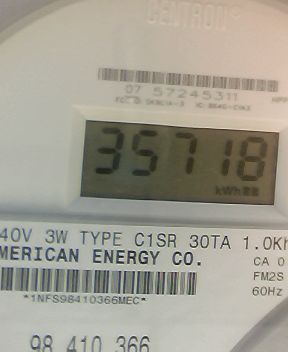 CENTRON®
07 57245311
35718
kWh
40V 3W TYPE C1SR 30TA 1.0Kh
MERICAN ENERGY CO.
CA 0
FM2S
60Hz
*1NFS98410366MEC*
98 410 366